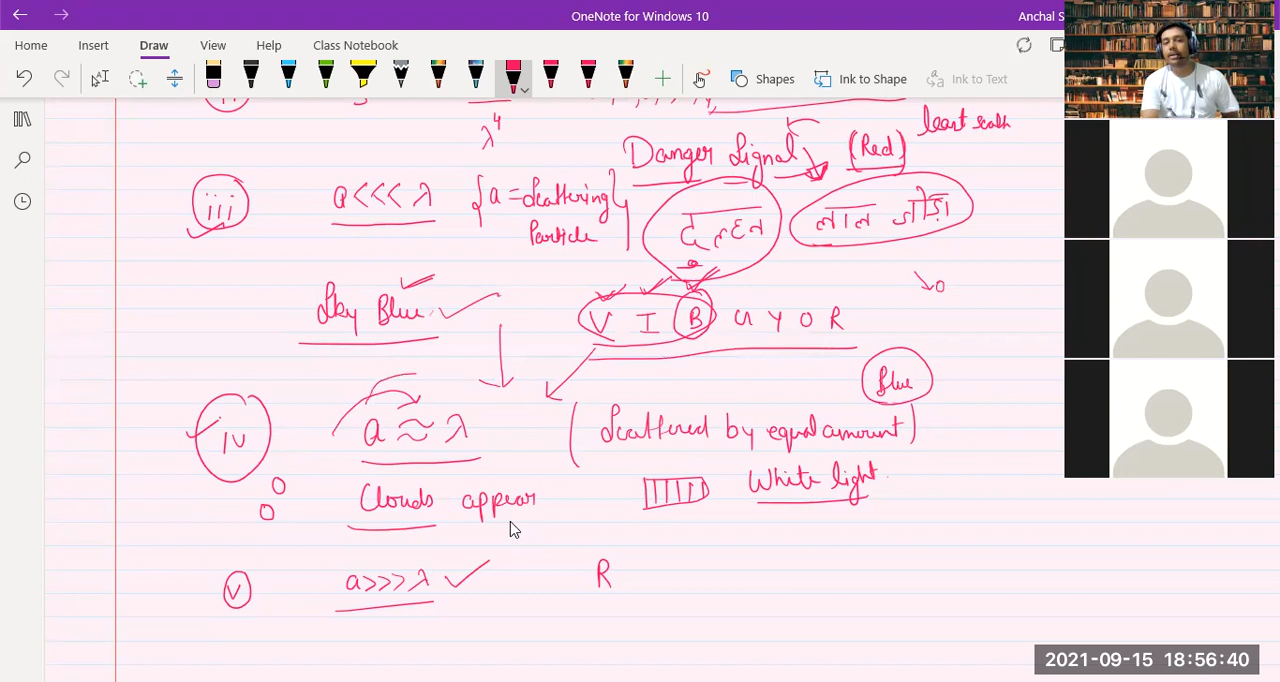 OneNote for Windows 10
Anchal S
Home Insert Draw View Help Class Notebook
Shapes Ink to Shape Ink to Text
λ⁴
least scatt
Danger Signal (Red)
iii a <<< λ {a = Scattering Particle}
Sky Blue V I B G Y O R
Blue
iv a ≈ λ (Scattered by equal amount)
Clouds appear White light
v a >>> λ R
2021-09-15 18:56:40